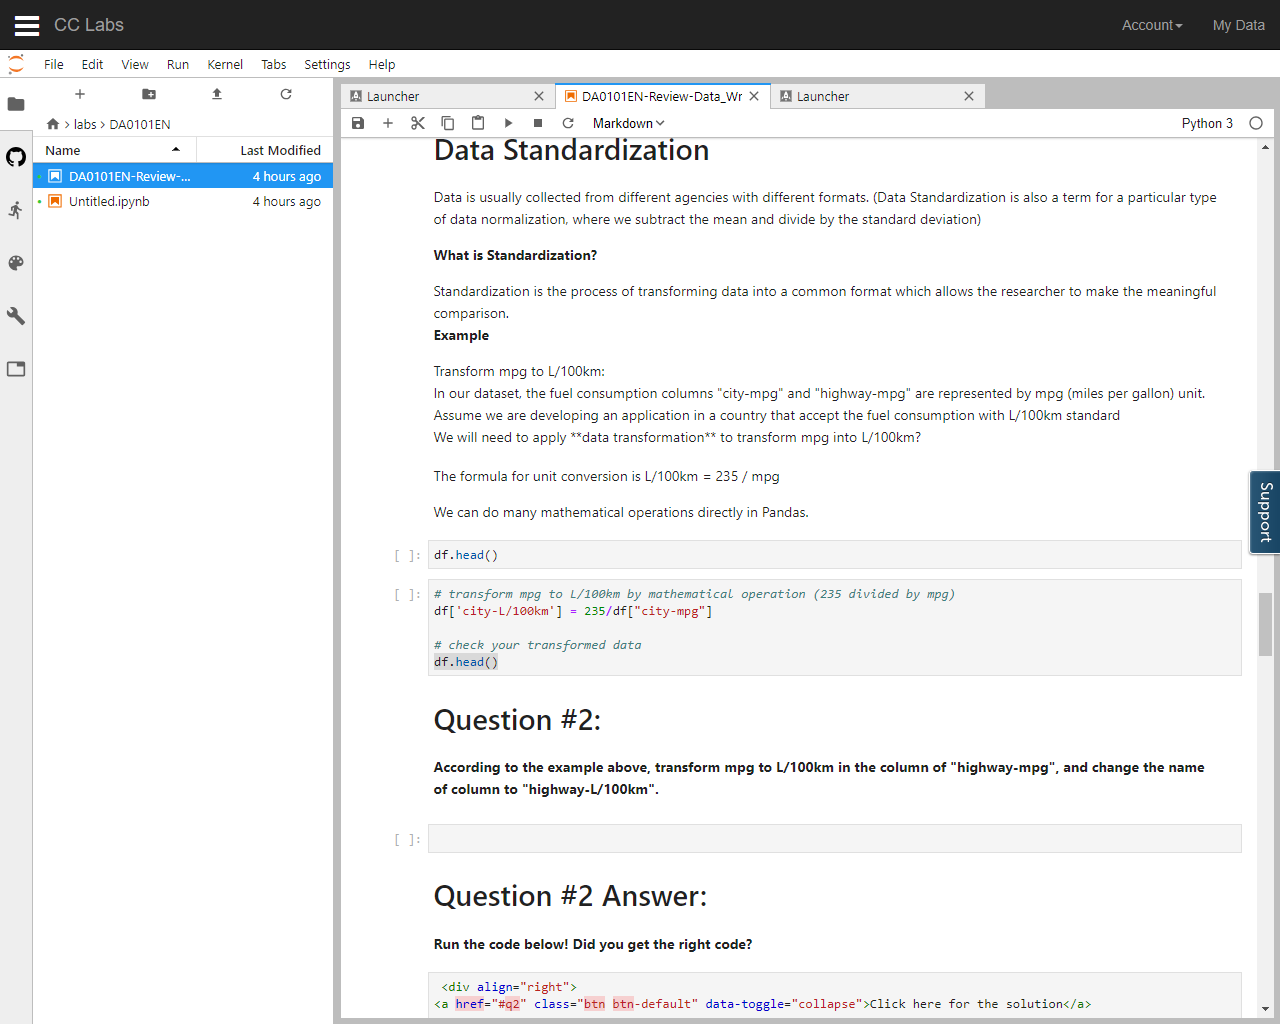 CC Labs
Account
My Data
File Edit View Run Kernel Tabs Settings Help
Launcher
DA0101EN-Review-Data_Wr
Launcher
labs > DA0101EN
Markdown
Python 3
Name
Last Modified
DA0101EN-Review-... 4 hours ago
Untitled.ipynb 4 hours ago
Data Standardization
Data is usually collected from different agencies with different formats. (Data Standardization is also a term for a particular type
of data normalization, where we subtract the mean and divide by the standard deviation)
What is Standardization?
Standardization is the process of transforming data into a common format which allows the researcher to make the meaningful
comparison.
Example
Transform mpg to L/100km:
In our dataset, the fuel consumption columns "city-mpg" and "highway-mpg" are represented by mpg (miles per gallon) unit.
Assume we are developing an application in a country that accept the fuel consumption with L/100km standard
We will need to apply **data transformation** to transform mpg into L/100km?
The formula for unit conversion is L/100km = 235 / mpg
We can do many mathematical operations directly in Pandas.
[ ]: df.head()
[ ]: # transform mpg to L/100km by mathematical operation (235 divided by mpg)
df['city-L/100km'] = 235/df["city-mpg"]
# check your transformed data
df.head()
Question #2:
According to the example above, transform mpg to L/100km in the column of "highway-mpg", and change the name
of column to "highway-L/100km".
[ ]:
Question #2 Answer:
Run the code below! Did you get the right code?
<div align="right">
<a href="#q2" class="btn btn-default" data-toggle="collapse">Click here for the solution</a>
Support